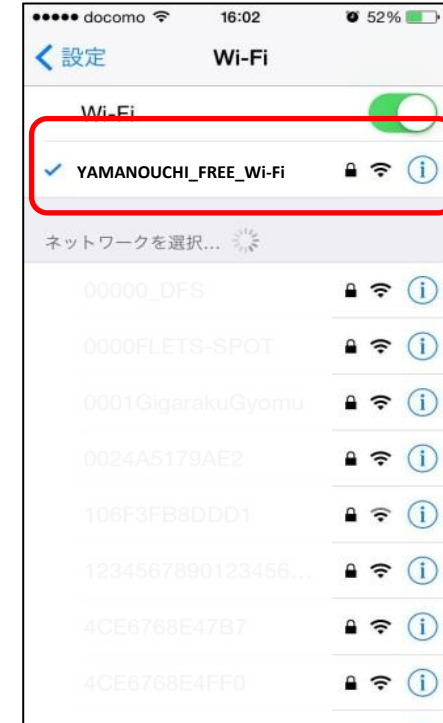 docomo 16:02 52%
設定 Wi-Fi
Wi-Fi
YAMANOUCHI_FREE_Wi-Fi
ネットワークを選択...
00000_DFS
0000FLETS-SPOT
0001GigarakuGyomu
0024A5179AE2
106F3FB8DDD1
1234567890123456...
4CE6768E47B7
4CE6768E4FF0